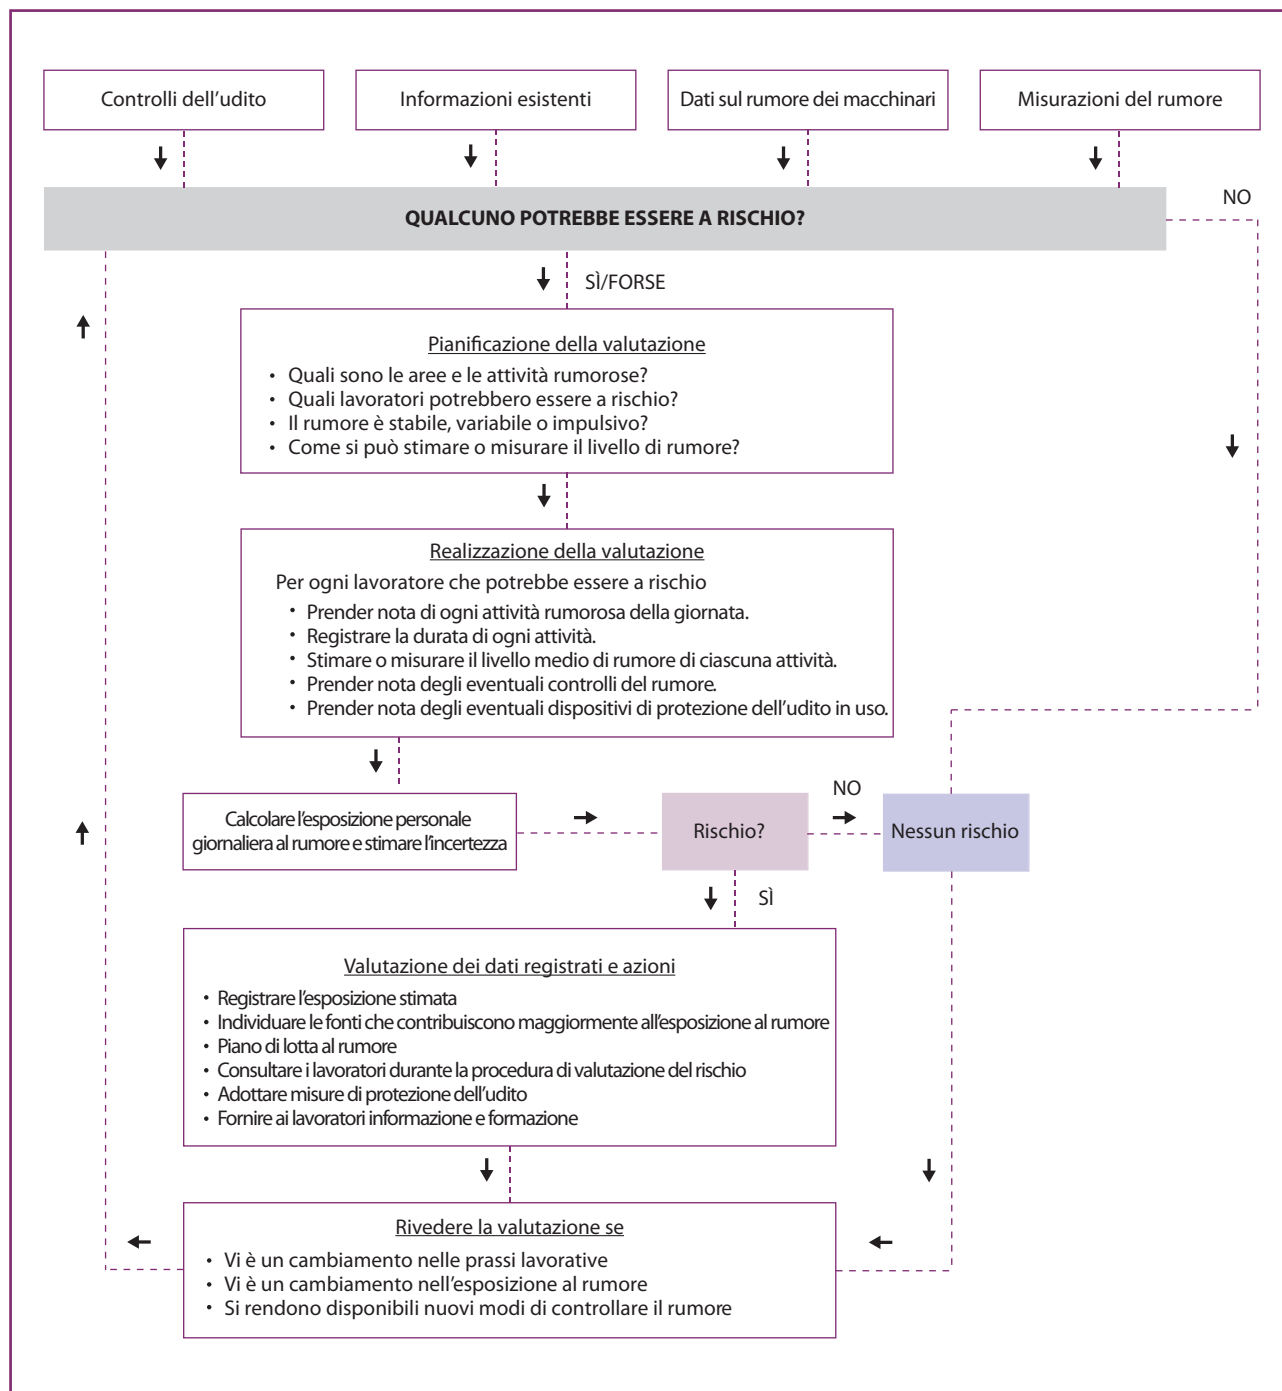 Controlli dell'udito
Informazioni esistenti
Dati sul rumore dei macchinari
Misurazioni del rumore
QUALCUNO POTREBBE ESSERE A RISCHIO?
NO
SÌ/FORSE
Pianificazione della valutazione
• Quali sono le aree e le attività rumorose?
• Quali lavoratori potrebbero essere a rischio?
• Il rumore è stabile, variabile o impulsivo?
• Come si può stimare o misurare il livello di rumore?
Realizzazione della valutazione
Per ogni lavoratore che potrebbe essere a rischio
• Prender nota di ogni attività rumorosa della giornata.
• Registrare la durata di ogni attività.
• Stimare o misurare il livello medio di rumore di ciascuna attività.
• Prender nota degli eventuali controlli del rumore.
• Prender nota degli eventuali dispositivi di protezione dell'udito in uso.
Calcolare l'esposizione personale
giornaliera al rumore e stimare l'incertezza
Rischio?
NO
Nessun rischio
SÌ
Valutazione dei dati registrati e azioni
• Registrare l'esposizione stimata
• Individuare le fonti che contribuiscono maggiormente all'esposizione al rumore
• Piano di lotta al rumore
• Consultare i lavoratori durante la procedura di valutazione del rischio
• Adottare misure di protezione dell'udito
• Fornire ai lavoratori informazione e formazione
Rivedere la valutazione se
• Vi è un cambiamento nelle prassi lavorative
• Vi è un cambiamento nell'esposizione al rumore
• Si rendono disponibili nuovi modi di controllare il rumore